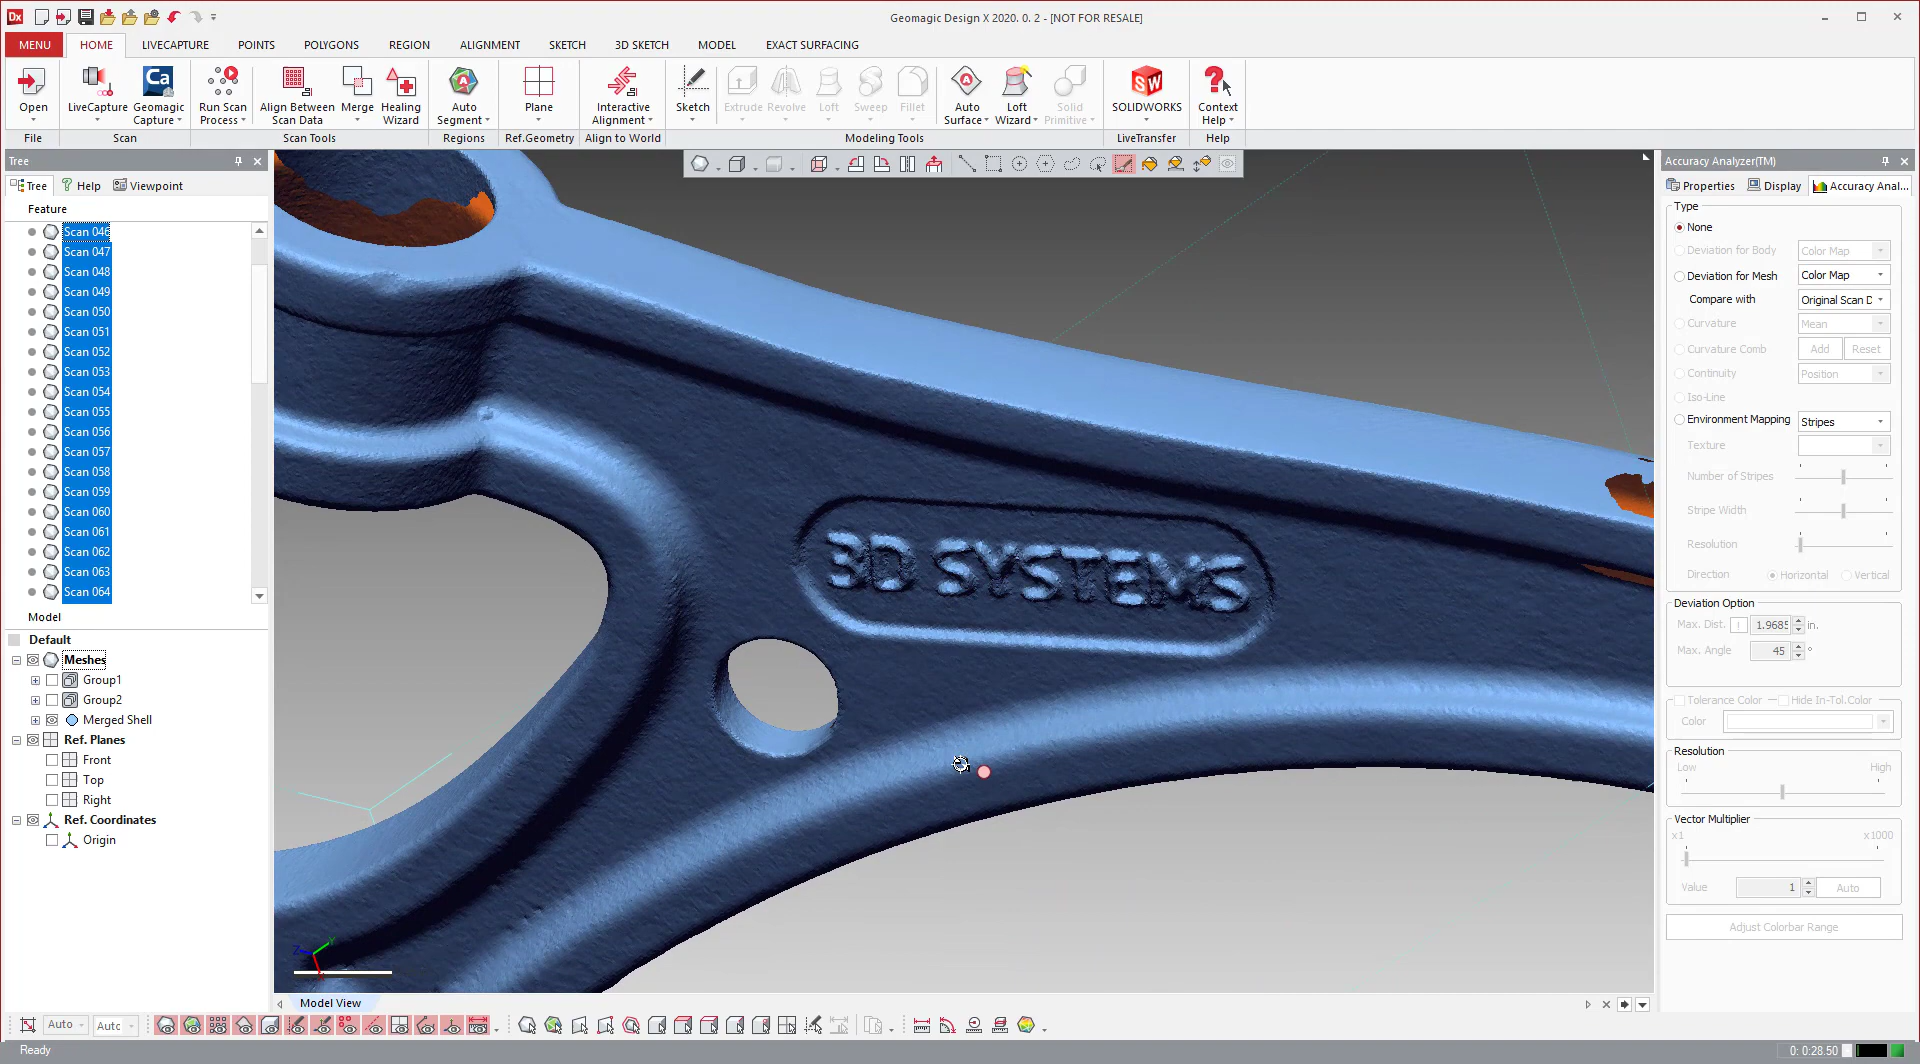 Geomagic Design X 2020. 0. 2 - [NOT FOR RESALE]
MENU HOME LIVECAPTURE POINTS POLYGONS REGION ALIGNMENT SKETCH 3D SKETCH MODEL EXACT SURFACING
Open
LiveCapture
Geomagic Capture
Run Scan Process
Align Between Scan Data
Merge
Healing Wizard
Auto Segment
Plane
Interactive Alignment
Sketch
Extrude
Revolve
Loft
Sweep
Fillet
Auto Surface
Loft Wizard
Solid Primitive
SOLIDWORKS
Context Help
File Scan Scan Tools Regions Ref.Geometry Align to World Modeling Tools LiveTransfer Help
Tree
Tree Help Viewpoint
Feature
Scan 046
Scan 047
Scan 048
Scan 049
Scan 050
Scan 051
Scan 052
Scan 053
Scan 054
Scan 055
Scan 056
Scan 057
Scan 058
Scan 059
Scan 060
Scan 061
Scan 062
Scan 063
Scan 064
Model
Default
Meshes
Group1
Group2
Merged Shell
Ref. Planes
Front
Top
Right
Ref. Coordinates
Origin
3D SYSTEMS
Z Y
Model View
Accuracy Analyzer(TM)
Properties Display Accuracy Anal...
Type
None
Deviation for Body Color Map
Deviation for Mesh Color Map
Compare with Original Scan D
Curvature Mean
Curvature Comb Add Reset
Continuity Position
Iso-Line
Environment Mapping Stripes
Texture
Number of Stripes
Stripe Width
Resolution
Direction Horizontal Vertical
Deviation Option
Max. Dist. ! 1.9685 in.
Max. Angle 45 °
Tolerance Color Hide In-Tol.Color
Color
Resolution
Low High
Vector Multiplier
x1 x1000
Value 1 Auto
Adjust Colorbar Range
Auto Auto
Ready 0: 0:28.50